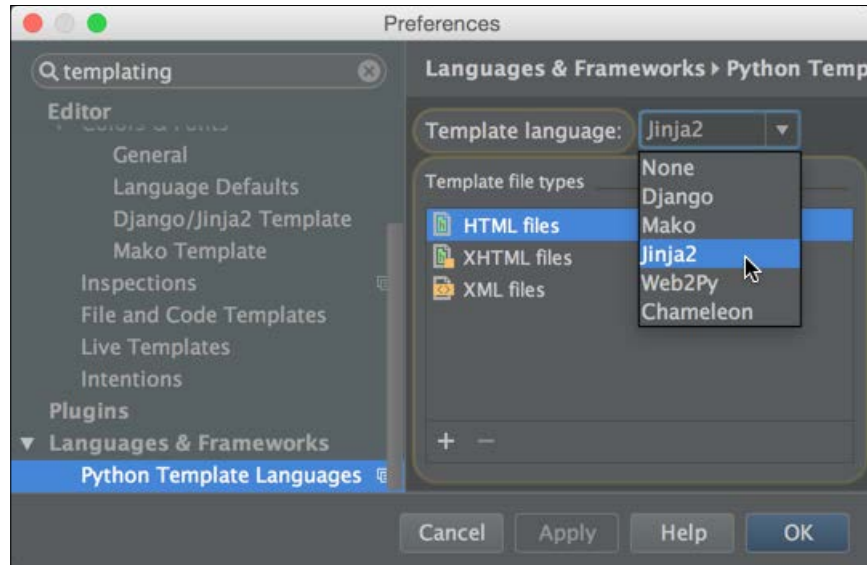 Preferences
templating
Editor
General
Language Defaults
Django/Jinja2 Template
Mako Template
Inspections
File and Code Templates
Live Templates
Intentions
Plugins
Languages & Frameworks
Python Template Languages
Languages & Frameworks › Python Temp
Template language: Jinja2
None
Django
Mako
Jinja2
Web2Py
Chameleon
Template file types
HTML files
XHTML files
XML files
Cancel Apply Help OK